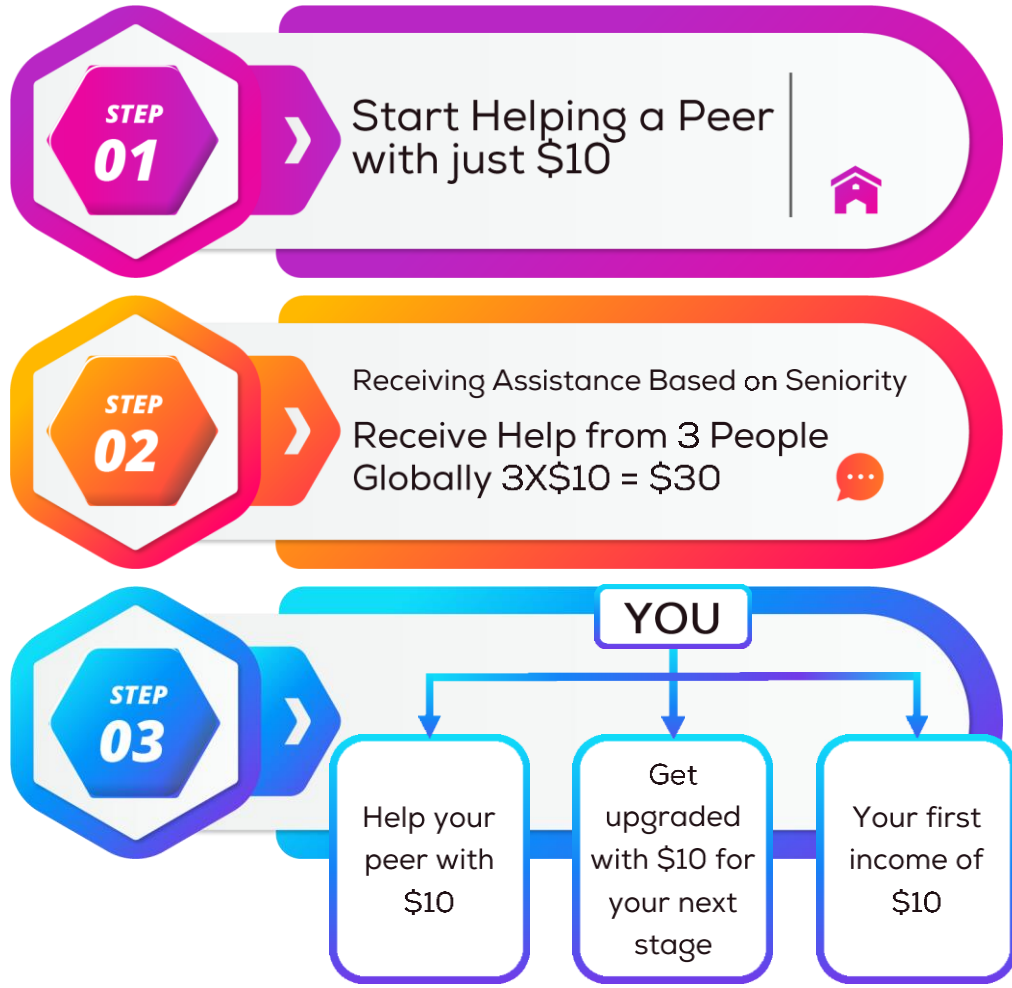 STEP
01
Start Helping a Peer
with just $10
STEP
02
Receiving Assistance Based on Seniority
Receive Help from 3 People
Globally 3X$10 = $30
STEP
03
YOU
Help your
peer with
$10
Get
upgraded
with $10 for
your next
stage
Your first
income of
$10